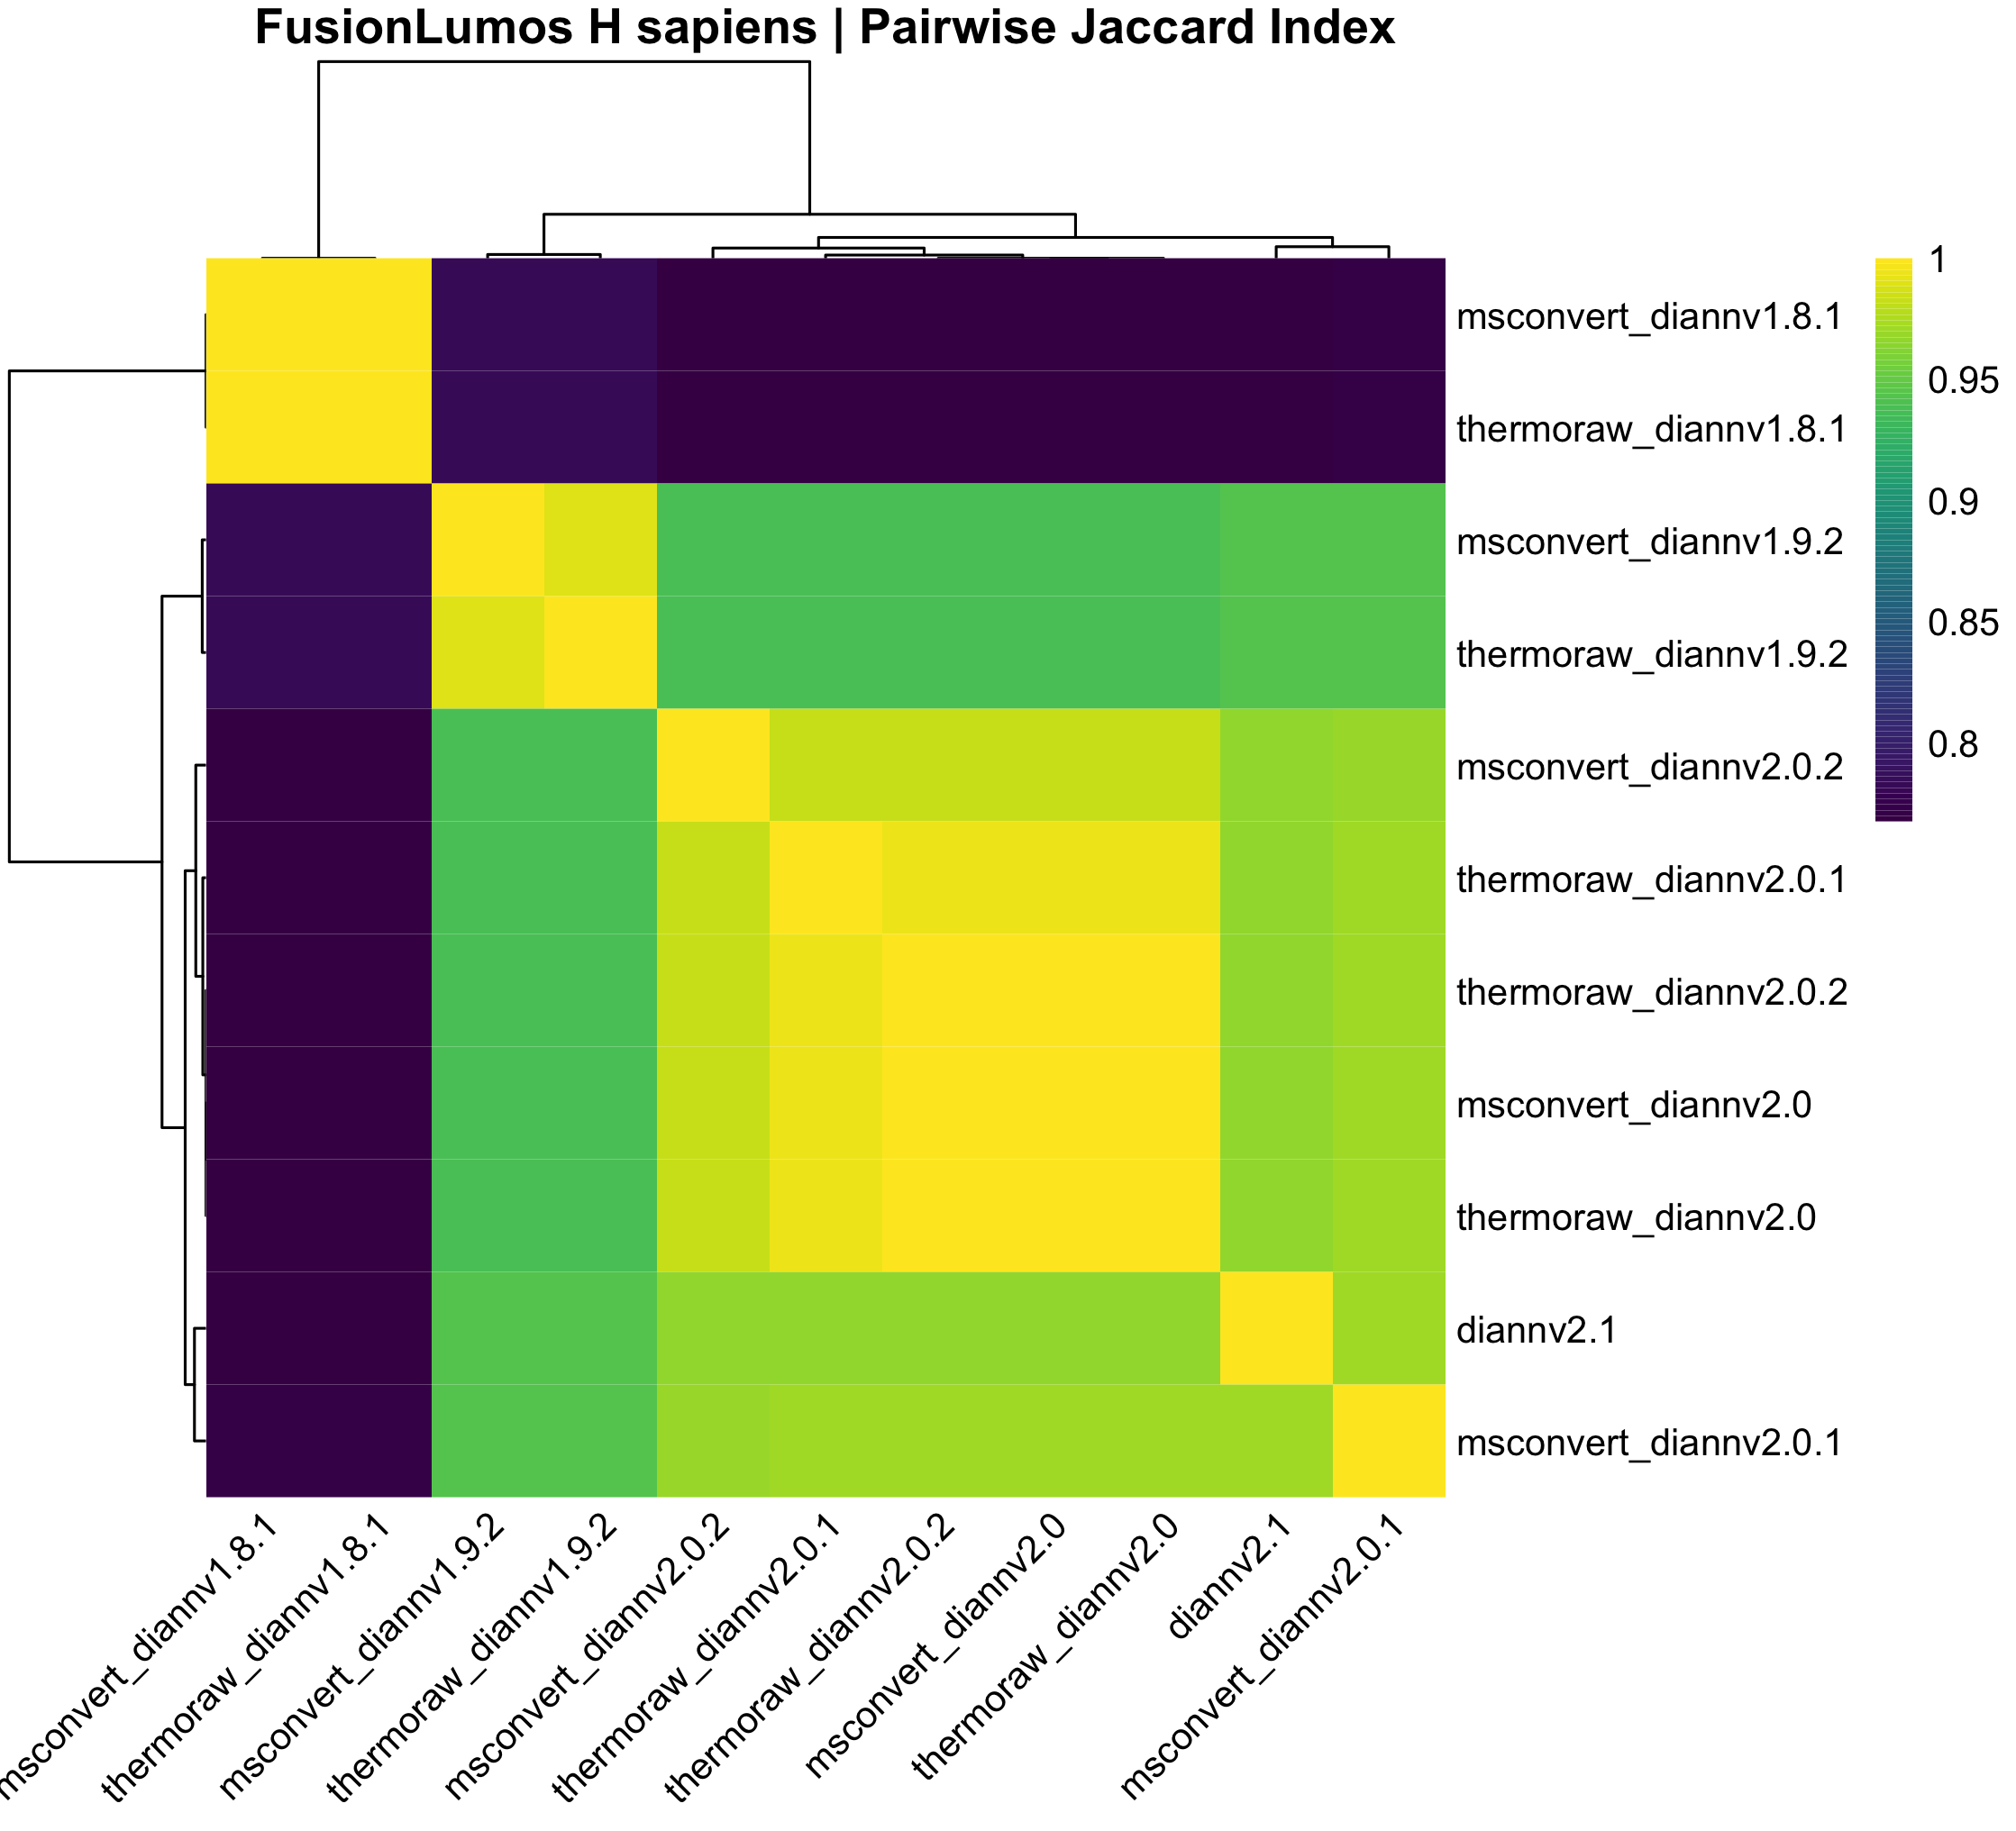 FusionLumos H sapiens | Pairwise Jaccard Index
1
0.95
0.9
0.85
0.8
msconvert_diannv1.8.1
thermoraw_diannv1.8.1
msconvert_diannv1.9.2
thermoraw_diannv1.9.2
msconvert_diannv2.0.2
thermoraw_diannv2.0.1
thermoraw_diannv2.0.2
msconvert_diannv2.0
thermoraw_diannv2.0
diannv2.1
msconvert_diannv2.0.1
msconvert_diannv1.8.1
thermoraw_diannv1.8.1
msconvert_diannv1.9.2
thermoraw_diannv1.9.2
msconvert_diannv2.0.2
thermoraw_diannv2.0.1
thermoraw_diannv2.0.2
msconvert_diannv2.0
thermoraw_diannv2.0
diannv2.1
msconvert_diannv2.0.1